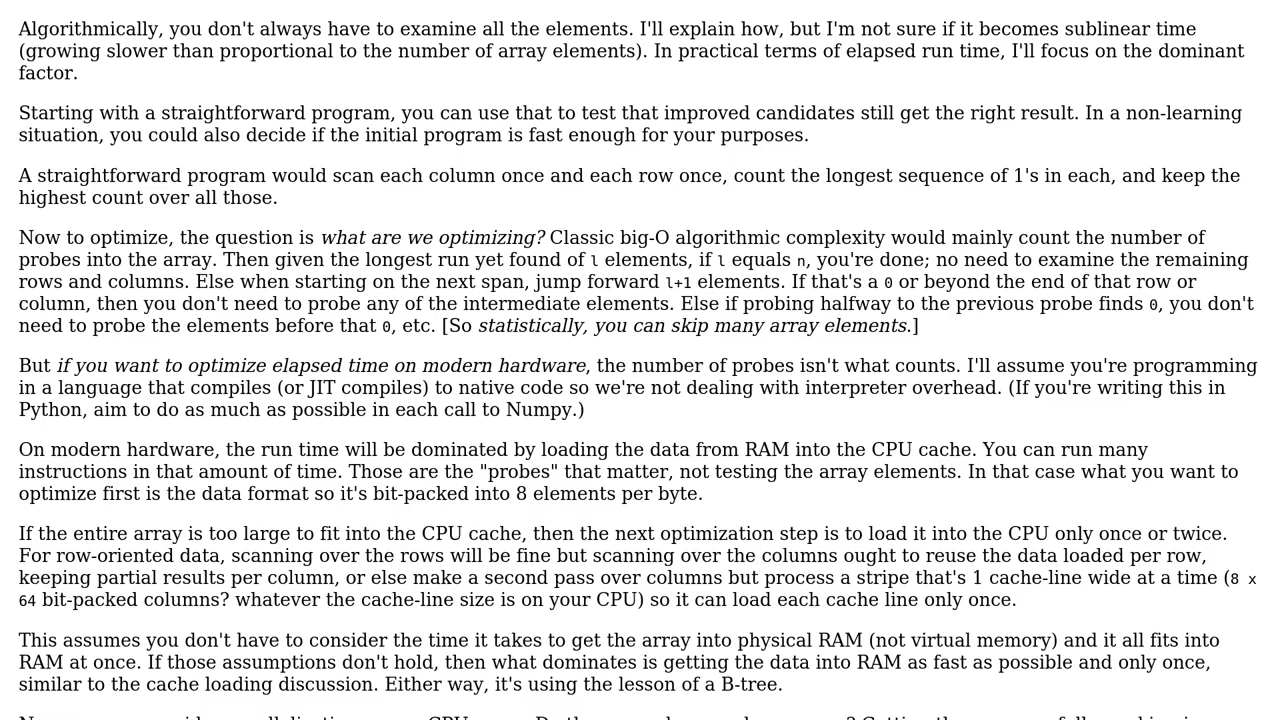 Algorithmically, you don't always have to examine all the elements. I'll explain how, but I'm not sure if it becomes sublinear time
(growing slower than proportional to the number of array elements). In practical terms of elapsed run time, I'll focus on the dominant
factor.
Starting with a straightforward program, you can use that to test that improved candidates still get the right result. In a non-learning
situation, you could also decide if the initial program is fast enough for your purposes.
A straightforward program would scan each column once and each row once, count the longest sequence of 1's in each, and keep the
highest count over all those.
Now to optimize, the question is what are we optimizing? Classic big-O algorithmic complexity would mainly count the number of
probes into the array. Then given the longest run yet found of l elements, if l equals n, you're done; no need to examine the remaining
rows and columns. Else when starting on the next span, jump forward l+1 elements. If that's a 0 or beyond the end of that row or
column, then you don't need to probe any of the intermediate elements. Else if probing halfway to the previous probe finds 0, you don't
need to probe the elements before that 0, etc. [So statistically, you can skip many array elements.]
But if you want to optimize elapsed time on modern hardware, the number of probes isn't what counts. I'll assume you're programming
in a language that compiles (or JIT compiles) to native code so we're not dealing with interpreter overhead. (If you're writing this in
Python, aim to do as much as possible in each call to Numpy.)
On modern hardware, the run time will be dominated by loading the data from RAM into the CPU cache. You can run many
instructions in that amount of time. Those are the "probes" that matter, not testing the array elements. In that case what you want to
optimize first is the data format so it's bit-packed into 8 elements per byte.
If the entire array is too large to fit into the CPU cache, then the next optimization step is to load it into the CPU only once or twice.
For row-oriented data, scanning over the rows will be fine but scanning over the columns ought to reuse the data loaded per row,
keeping partial results per column, or else make a second pass over columns but process a stripe that's 1 cache-line wide at a time (8 x
64 bit-packed columns? whatever the cache-line size is on your CPU) so it can load each cache line only once.
This assumes you don't have to consider the time it takes to get the array into physical RAM (not virtual memory) and it all fits into
RAM at once. If those assumptions don't hold, then what dominates is getting the data into RAM as fast as possible and only once,
similar to the cache loading discussion. Either way, it's using the lesson of a B-tree.